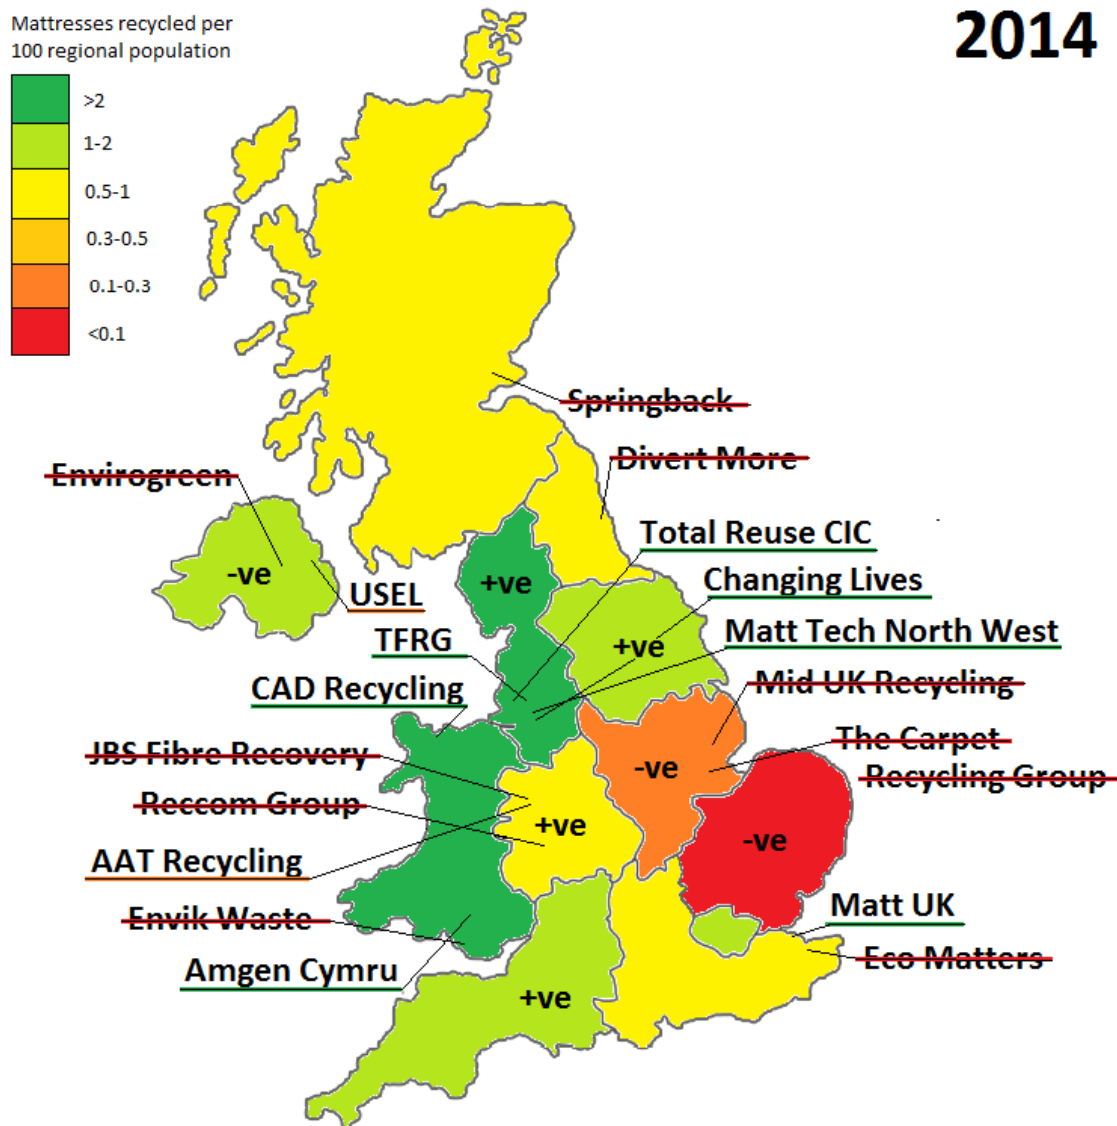 Mattresses recycled per
100 regional population
2014
>2
1-2
0.5-1
0.3-0.5
0.1-0.3
<0.1
Springback
Envirogreen
Divert More
Total Reuse CIC
-ve
+ve
Changing Lives
USEL
TFRG
+ve
Matt Tech North West
CAD Recycling
Mid UK Recycling
JBS Fibre Recovery
-ve
The Carpet
Recycling Group
Reccom Group
+ve
-ve
AAT Recycling
Envik Waste
Matt UK
Amgen Cymru
Eco Matters
+ve